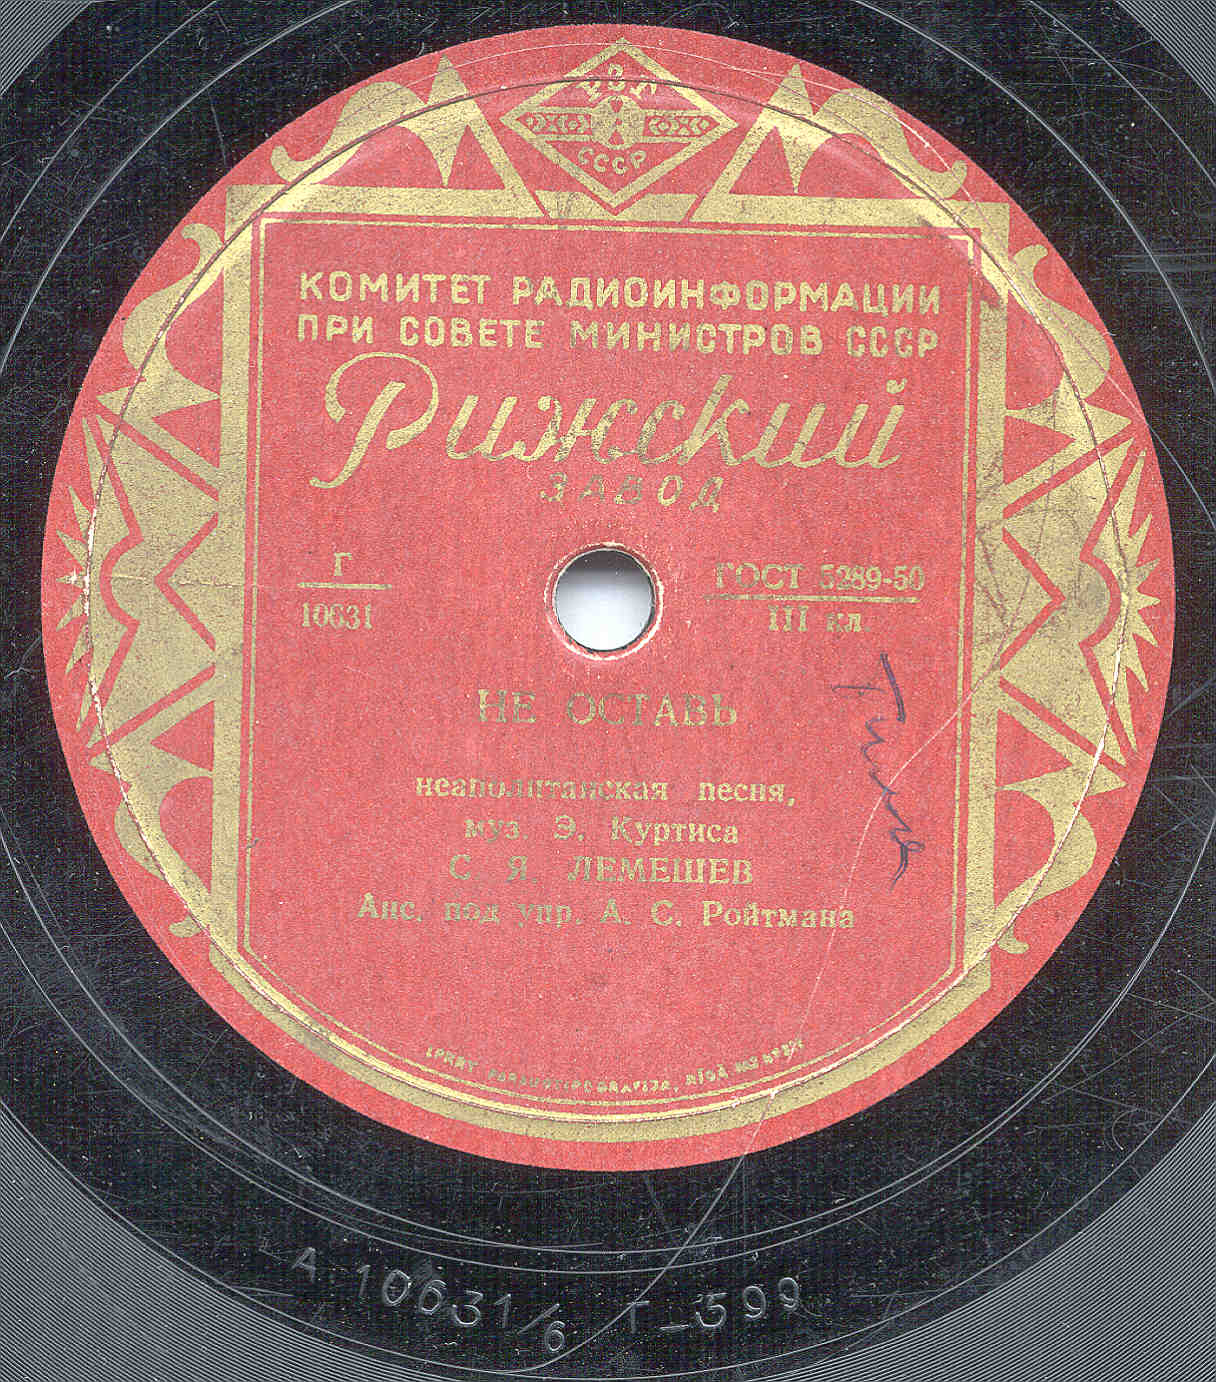 СССР
КОМИТЕТ РАДИОИНФОРМАЦИИ
ПРИ СОВЕТЕ МИНИСТРОВ СССР
Рижский
ЗАВОД
Г
10631
ГОСТ 5289-50
III кл
НЕ ОСТАВЬ
неаполитанская песня,
муз. Э. Куртиса
С. Я. ЛЕМЕШЕВ
Анс. под упр. А. С. Ройтмана
А 10631/6 Г-599